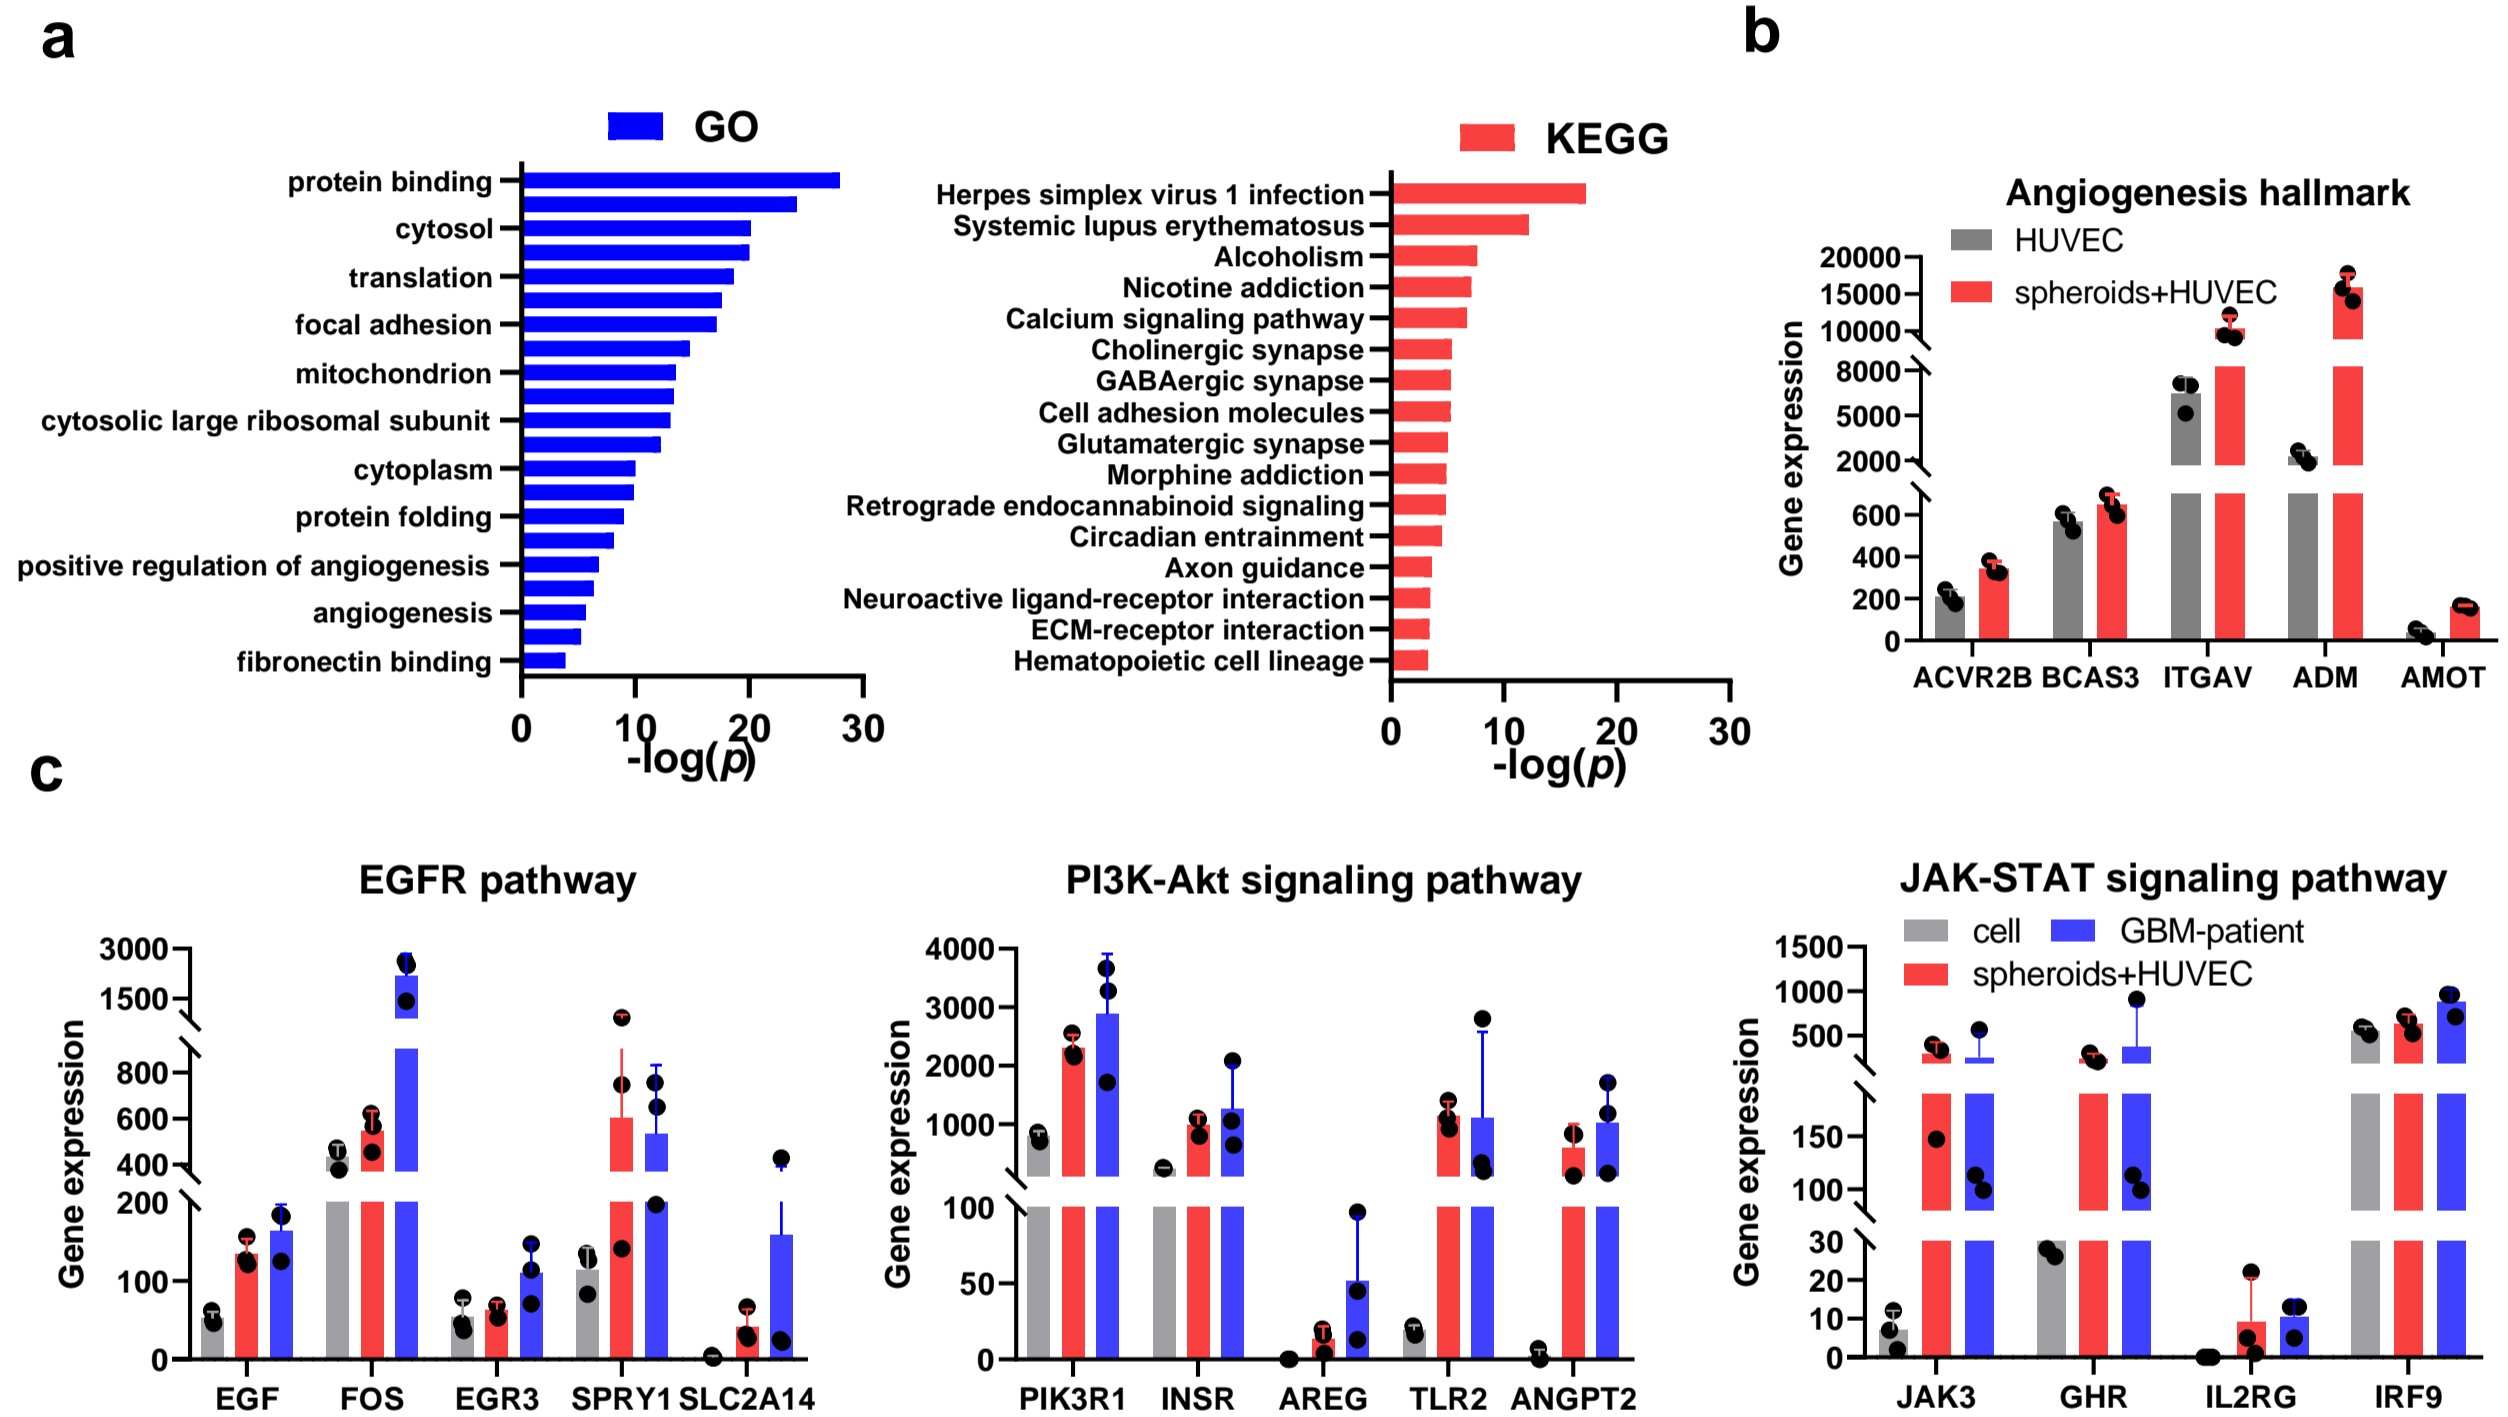 a
GO
protein binding
cytosol
translation
focal adhesion
mitochondrion
cytosolic large ribosomal subunit
cytoplasm
protein folding
positive regulation of angiogenesis
angiogenesis
fibronectin binding
0 10 20 30
-log(p)
KEGG
Herpes simplex virus 1 infection
Systemic lupus erythematosus
Alcoholism
Nicotine addiction
Calcium signaling pathway
Cholinergic synapse
GABAergic synapse
Cell adhesion molecules
Glutamatergic synapse
Morphine addiction
Retrograde endocannabinoid signaling
Circadian entrainment
Axon guidance
Neuroactive ligand-receptor interaction
ECM-receptor interaction
Hematopoietic cell lineage
0 10 20 30
-log(p)
b
Angiogenesis hallmark
HUVEC
spheroids+HUVEC
Gene expression
20000
15000
10000
8000
5000
2000
600
400
200
0
ACVR2B BCAS3 ITGAV ADM AMOT
c
EGFR pathway
Gene expression
3000
1500
800
600
400
200
100
0
EGF FOS EGR3 SPRY1 SLC2A14
PI3K-Akt signaling pathway
Gene expression
4000
3000
2000
1000
100
50
0
PIK3R1 INSR AREG TLR2 ANGPT2
JAK-STAT signaling pathway
cell GBM-patient
spheroids+HUVEC
Gene expression
1500
1000
500
150
100
30
20
10
0
JAK3 GHR IL2RG IRF9